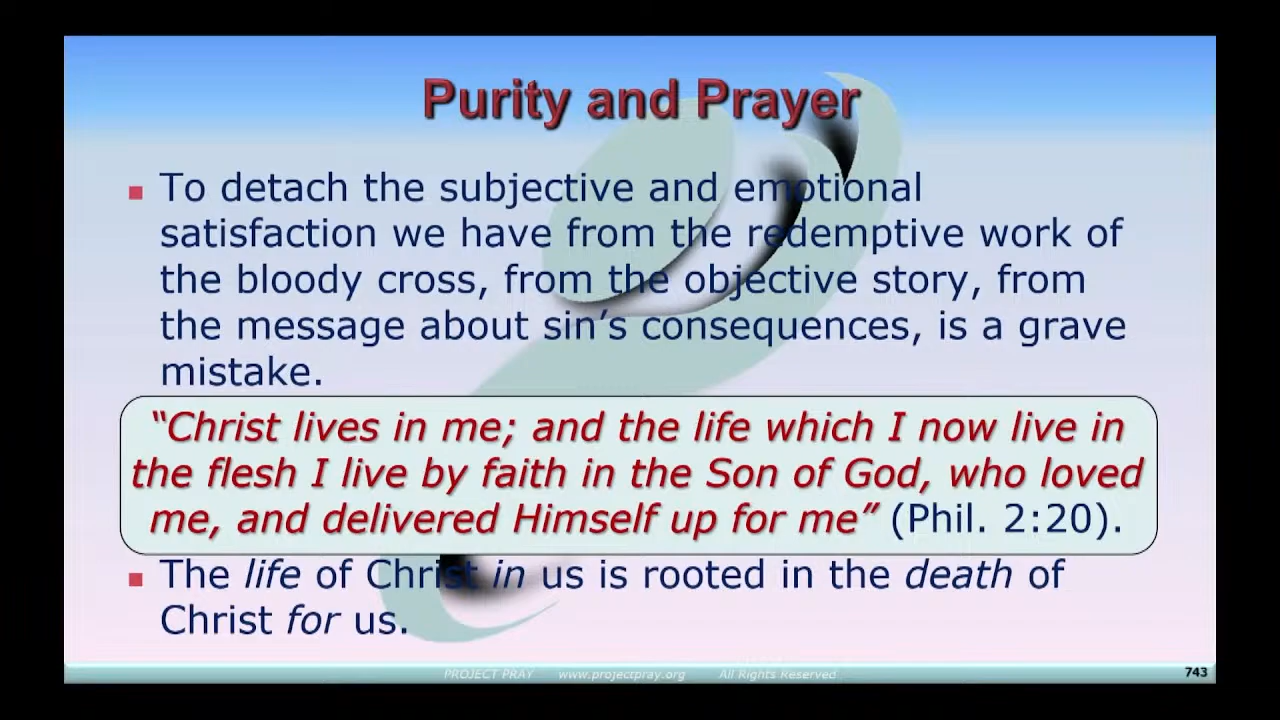 Purity and Prayer
To detach the subjective and emotional
satisfaction we have from the redemptive work of
the bloody cross, from the objective story, from
the message about sin’s consequences, is a grave
mistake.
“Christ lives in me; and the life which I now live in
the flesh I live by faith in the Son of God, who loved
me, and delivered Himself up for me” (Phil. 2:20).
The life of Christ in us is rooted in the death of
Christ for us.
PROJECT PRAY www.projectpray.org All Rights Reserved 743